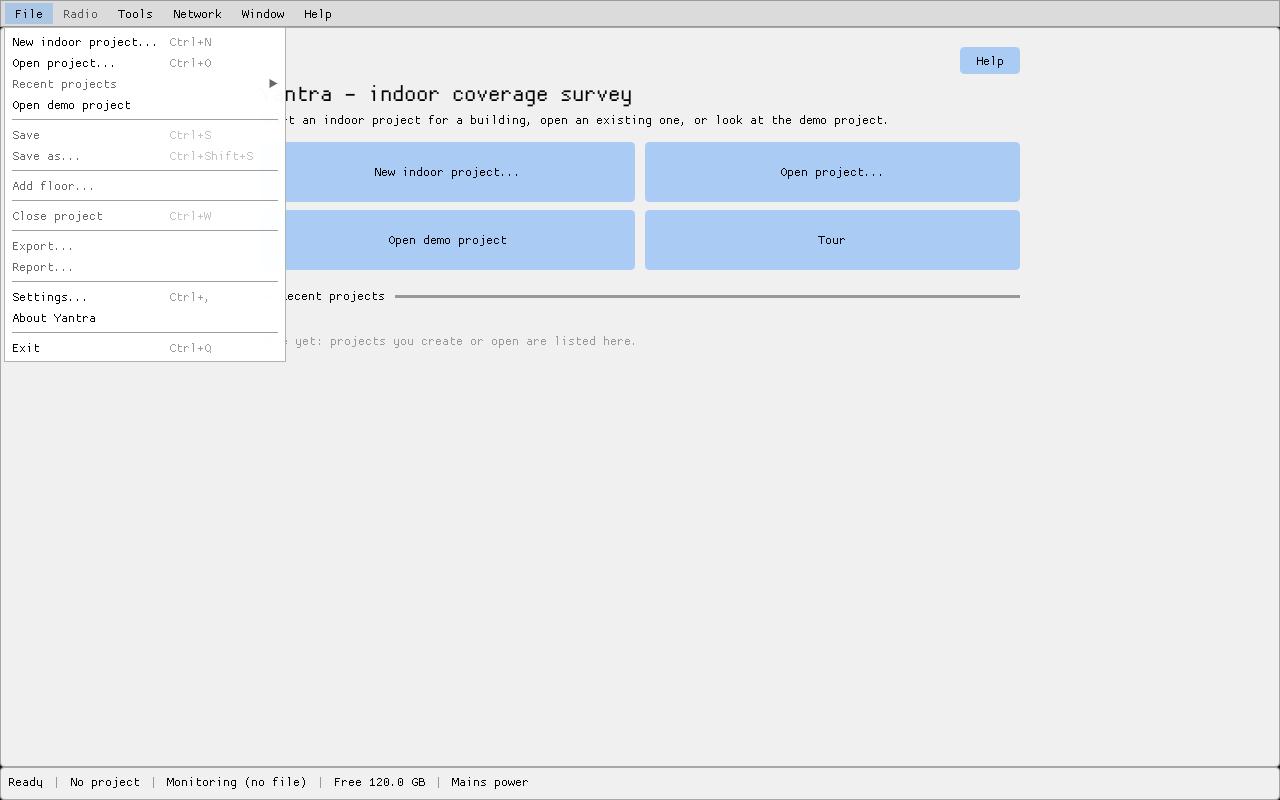 File Radio Tools Network Window Help
New indoor project... Ctrl+N
Open project... Ctrl+O
Recent projects
Open demo project
Save Ctrl+S
Save as... Ctrl+Shift+S
Add floor...
Close project Ctrl+W
Export...
Report...
Settings... Ctrl+,
About Yantra
Exit Ctrl+Q
Help
ntra - indoor coverage survey
t an indoor project for a building, open an existing one, or look at the demo project.
New indoor project... Open project...
Open demo project Tour
ecent projects
yet: projects you create or open are listed here.
Ready | No project | Monitoring (no file) | Free 120.0 GB | Mains power